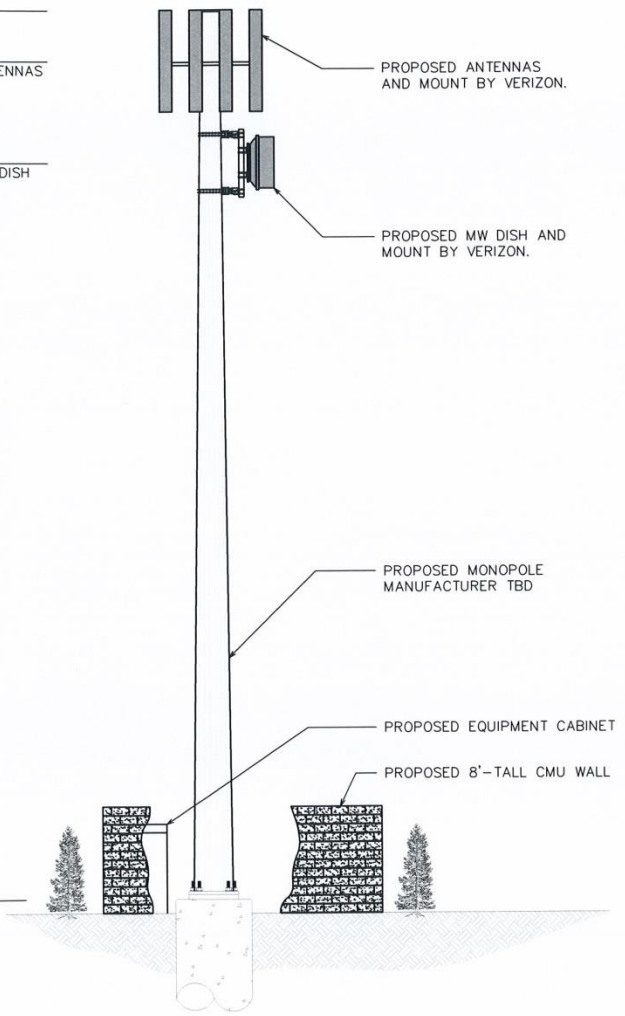 ENNAS
DISH
PROPOSED ANTENNAS
AND MOUNT BY VERIZON.
PROPOSED MW DISH AND
MOUNT BY VERIZON.
PROPOSED MONOPOLE
MANUFACTURER TBD
PROPOSED EQUIPMENT CABINET
PROPOSED 8'-TALL CMU WALL